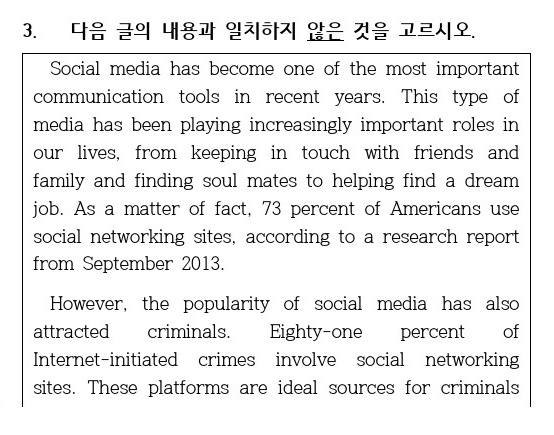 3. 다음 글의 내용과 일치하지 않은 것을 고르시오.
Social media has become one of the most important
communication tools in recent years. This type of
media has been playing increasingly important roles in
our lives, from keeping in touch with friends and
family and finding soul mates to helping find a dream
job. As a matter of fact, 73 percent of Americans use
social networking sites, according to a research report
from September 2013.
However, the popularity of social media has also
attracted criminals. Eighty-one percent of
Internet-initiated crimes involve social networking
sites. These platforms are ideal sources for criminals